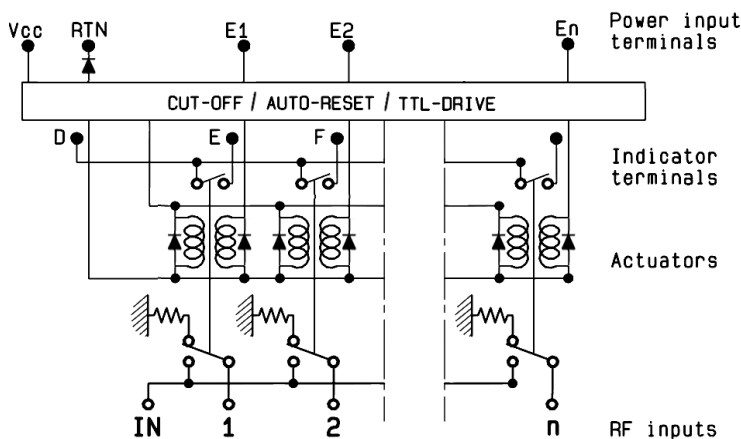 Vcc RTN E1 E2 En Power input
terminals
CUT-OFF / AUTO-RESET / TTL-DRIVE
D E F
Indicator
terminals
Actuators
IN 1 2 n RF inputs